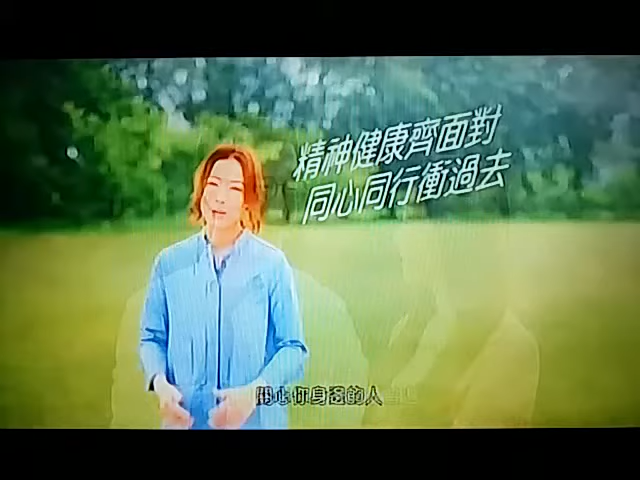 精神健康齊面對
同心同行衝過去
關心你身邊的人